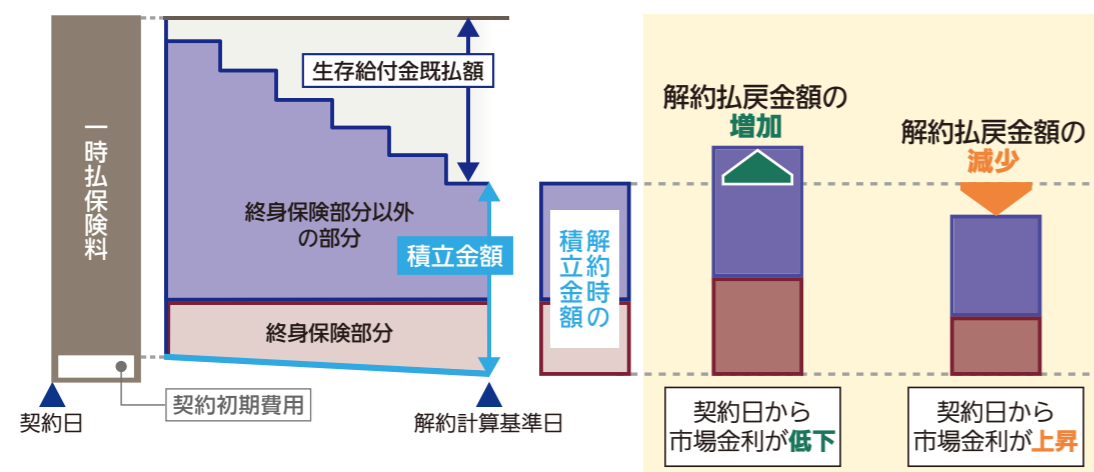 一時払保険料
生存給付金既払額
終身保険部分以外
の部分
積立金額
終身保険部分
契約初期費用
契約日
解約計算基準日
解約時の
積立金額
解約払戻金額の
増加
解約払戻金額の
減少
契約日から
市場金利が低下
契約日から
市場金利が上昇